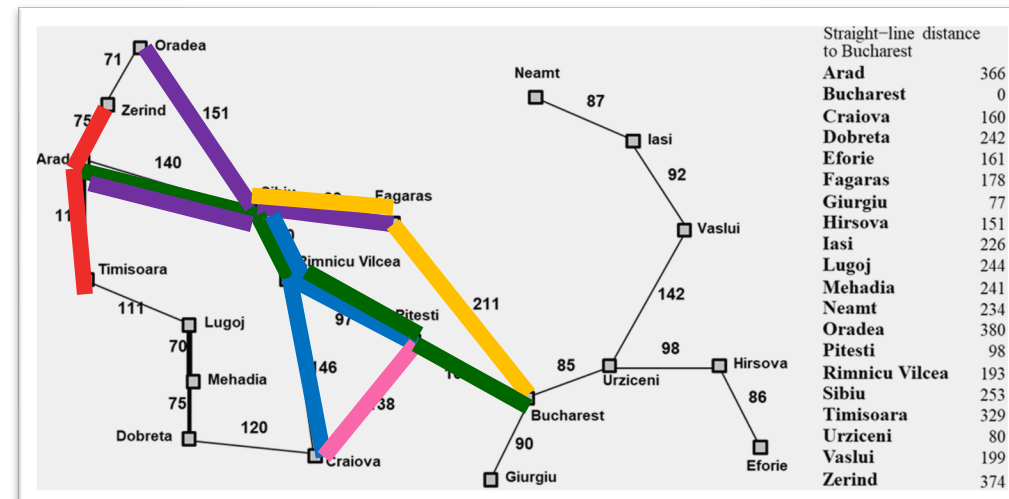 Oradea
71
Zerind
75
151
Arad
140
Sibiu
Fagaras
11
Rimnicu Vilcea
Timisoara
111
Lugoj
97
Pitesti
211
70
Mehadia
146
75
Dobreta
120
Craiova
Bucharest
90
Giurgiu
Neamt
87
Iasi
92
Vaslui
142
85
98
Hirsova
Urziceni
86
Eforie
Straight−line distance
to Bucharest
Arad 366
Bucharest 0
Craiova 160
Dobreta 242
Eforie 161
Fagaras 178
Giurgiu 77
Hirsova 151
Iasi 226
Lugoj 244
Mehadia 241
Neamt 234
Oradea 380
Pitesti 98
Rimnicu Vilcea 193
Sibiu 253
Timisoara 329
Urziceni 80
Vaslui 199
Zerind 374